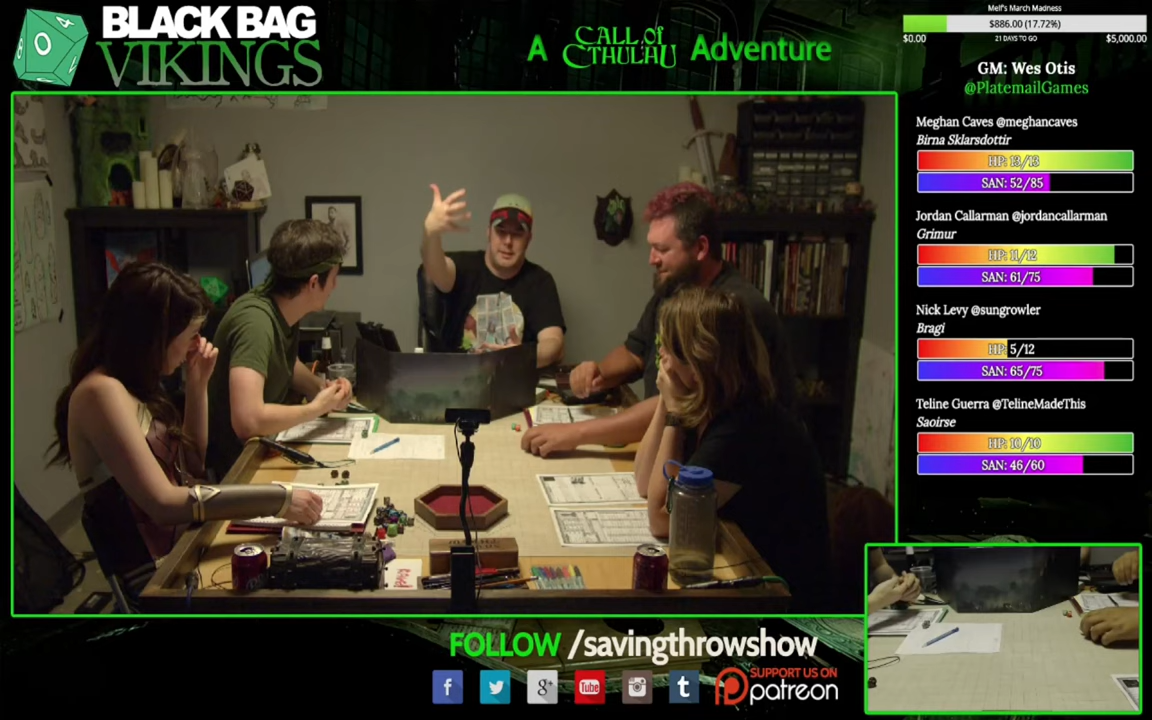 BLACK BAG
VIKINGS
A CALL of CTHULHU Adventure
Melf's March Madness
$886.00 (17.72%)
$0.00 21 DAYS TO GO $5,000.00
GM: Wes Otis
@PlatemailGames
Meghan Caves @meghancaves
Birna Sklarsdottir
HP: 13/13
SAN: 52/85
Jordan Callarman @jordancallarman
Grimur
HP: 11/12
SAN: 61/75
Nick Levy @sungrowler
Bragi
HP: 5/12
SAN: 65/75
Teline Guerra @TelineMadeThis
Saoirse
HP: 10/10
SAN: 46/60
FOLLOW /savingthrowshow
f g+ You Tube t
SUPPORT US ON
patreon